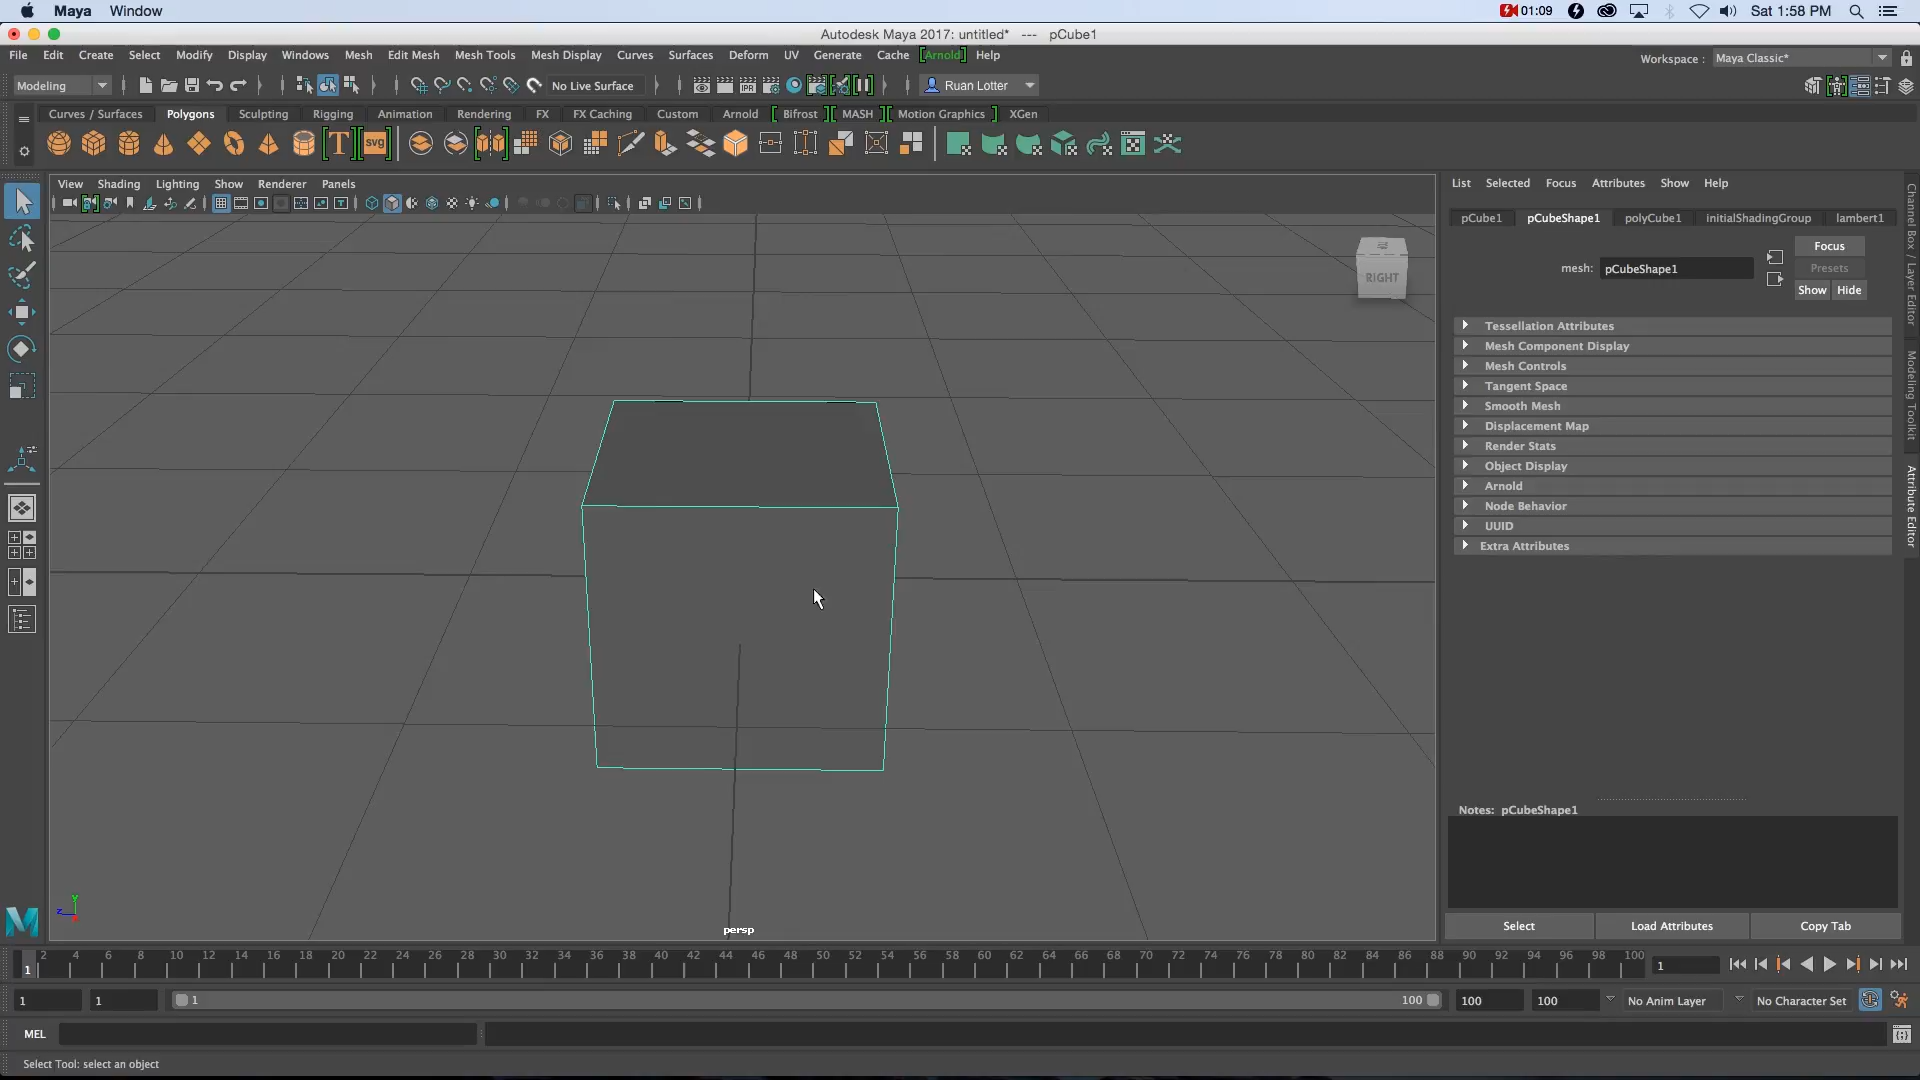 Maya Window 01:09 Sat 1:58 PM
Autodesk Maya 2017: untitled* --- pCube1
File Edit Create Select Modify Display Windows Mesh Edit Mesh Mesh Tools Mesh Display Curves Surfaces Deform UV Generate Cache [Arnold] Help Workspace : Maya Classic*
Modeling No Live Surface IPR Ruan Lotter
Curves / Surfaces Polygons Sculpting Rigging Animation Rendering FX FX Caching Custom Arnold [ Bifrost ][ MASH ][ Motion Graphics ] XGen
T svg
View Shading Lighting Show Renderer Panels
List Selected Focus Attributes Show Help
pCube1 pCubeShape1 polyCube1 initialShadingGroup lambert1
mesh: pCubeShape1
Focus
Presets
Show Hide
RIGHT
Tessellation Attributes
Mesh Component Display
Mesh Controls
Tangent Space
Smooth Mesh
Displacement Map
Render Stats
Object Display
Arnold
Node Behavior
UUID
Extra Attributes
Channel Box / Layer Editor
Modeling Toolkit
Attribute Editor
Notes: pCubeShape1
Select Load Attributes Copy Tab
y
z
persp
1 2 4 6 8 10 12 14 16 18 20 22 24 26 28 30 32 34 36 38 40 42 44 46 48 50 52 54 56 58 60 62 64 66 68 70 72 74 76 78 80 82 84 86 88 90 92 94 96 98 100 1
1 1 1 100 100 100 No Anim Layer No Character Set
MEL
Select Tool: select an object